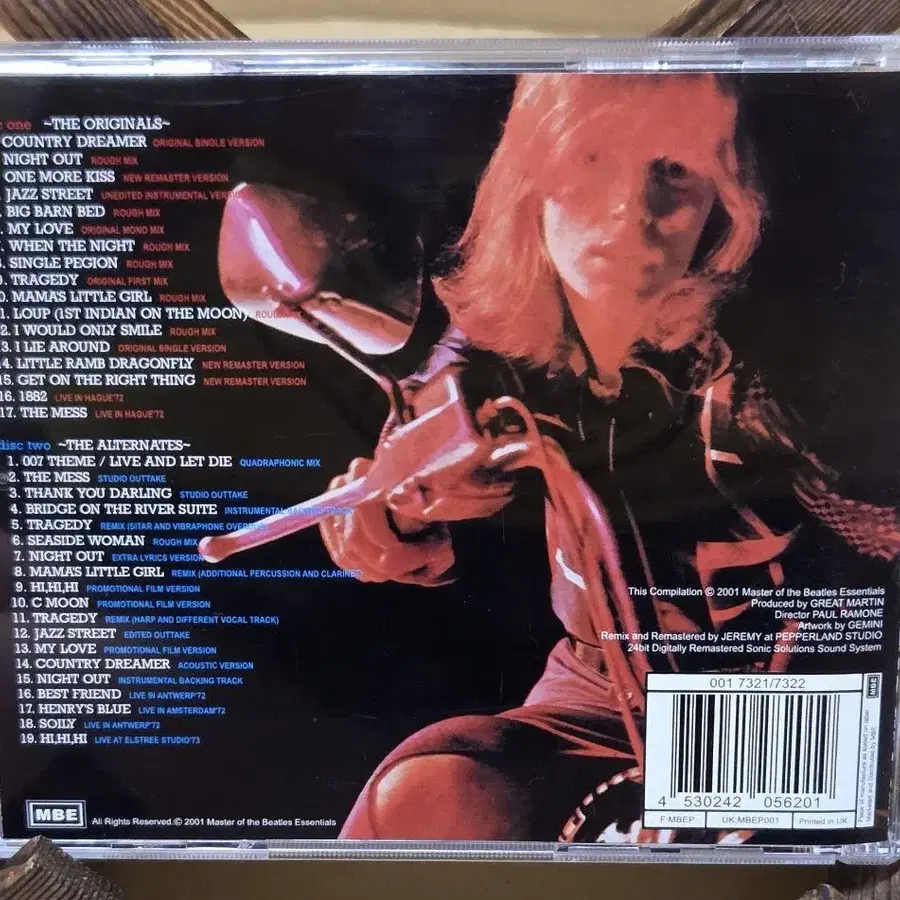 one ~THE ORIGINALS~
COUNTRY DREAMER ORIGINAL SINGLE VERSION
NIGHT OUT ROUGH MIX
ONE MORE KISS NEW REMASTER VERSION
JAZZ STREET UNEDITED INSTRUMENTAL
BIG BARN BED ROUGH MIX
MY LOVE ORIGINAL MONO MIX
WHEN THE NIGHT ROUGH MIX
SINGLE PEGION ROUGH MIX
TRAGEDY ORIGINAL FIRST MIX
0. MAMA'S LITTLE GIRL ROUGH MIX
1. LOUP (1ST INDIAN ON THE MOON)
2. I WOULD ONLY SMILE ROUGH MIX
13. I LIE AROUND ORIGINAL SINGLE VERSION
14. LITTLE RAMB DRAGONFLY NEW REMASTER VERSION
15. GET ON THE RIGHT THING NEW REMASTER VERSION
16. 1882 LIVE IN HAGUE'72
17. THE MESS LIVE IN HAGUE'72
disc two ~THE ALTERNATES~
1. 007 THEME / LIVE AND LET DIE QUADRAPHONIC MIX
2. THE MESS STUDIO OUTTAKE
3. THANK YOU DARLING STUDIO OUTTAKE
4. BRIDGE ON THE RIVER SUITE INSTRUMENTAL BACKING TRACK
5. TRAGEDY REMIX (SITAR AND VIBRAPHONE OVERDUB)
6. SEASIDE WOMAN ROUGH MIX
7. NIGHT OUT EXTRA LYRICS VERSION
8. MAMA'S LITTLE GIRL REMIX (ADDITIONAL PERCUSSION AND CLARINET)
9. HI,HI,HI PROMOTIONAL FILM VERSION
10. C MOON PROMOTIONAL FILM VERSION
11. TRAGEDY REMIX (HARP AND DIFFERENT VOCAL TRACK)
12. JAZZ STREET EDITED OUTTAKE
13. MY LOVE PROMOTIONAL FILM VERSION
14. COUNTRY DREAMER ACOUSTIC VERSION
15. NIGHT OUT INSTRUMENTAL BACKING TRACK
16. BEST FRIEND LIVE IN ANTWERP'72
17. HENRY'S BLUE LIVE IN AMSTERDAM'72
18. SOILY LIVE IN ANTWERP'72
19. HI,HI,HI LIVE AT ELSTREE STUDIO'73
This Compilation © 2001 Master of the Beatles Essentials
Produced by GREAT MARTIN
Director PAUL RAMONE
Artwork by GEMINI
Remix and Remastered by JEREMY at PEPPERLAND STUDIO
24bit Digitally Remastered Sonic Solutions Sound System
001 7321/7322
MBE
4 530242 056201
F:MBEP UK:MBEP001 Printed in UK
MBE All Rights Reserved.© 2001 Master of the Beatles Essentials